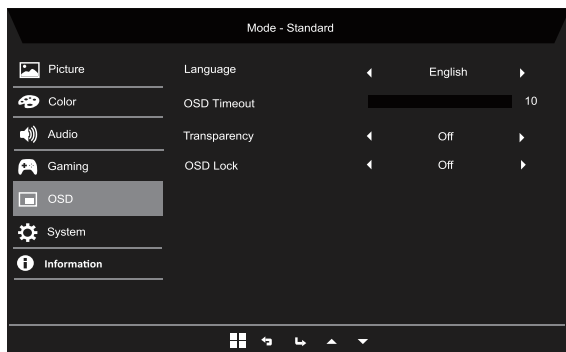 Mode - Standard
Picture
Color
Audio
Gaming
OSD
System
Information
Language English
OSD Timeout 10
Transparency Off
OSD Lock Off